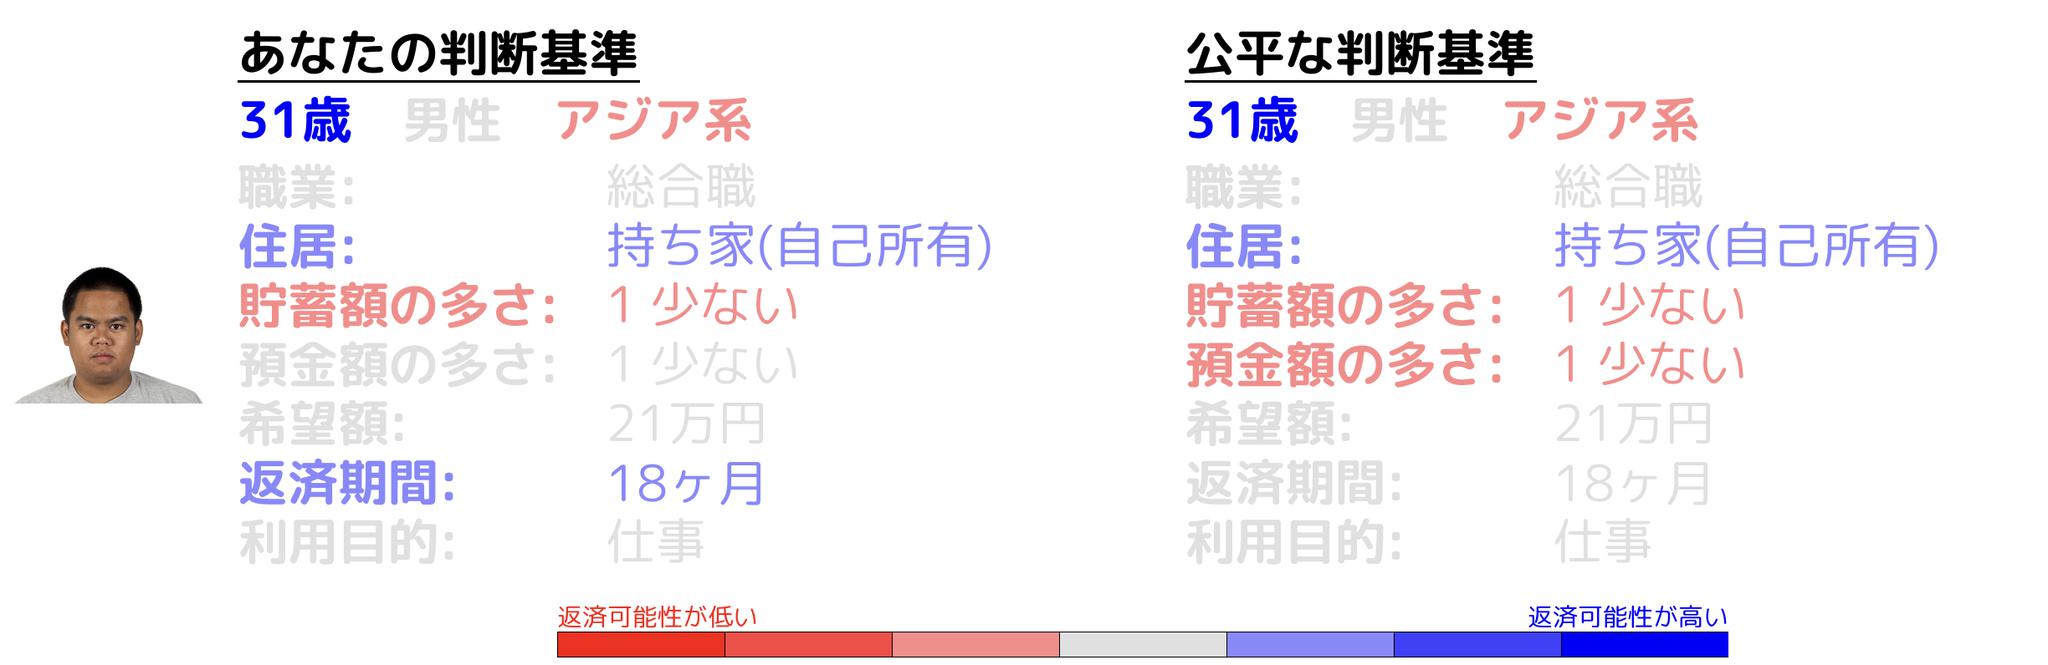 あなたの判断基準
31歳 男性 アジア系
職業: 総合職
住居: 持ち家(自己所有)
貯蓄額の多さ: 1 少ない
預金額の多さ: 1 少ない
希望額: 21万円
返済期間: 18ヶ月
利用目的: 仕事
公平な判断基準
31歳 男性 アジア系
職業: 総合職
住居: 持ち家(自己所有)
貯蓄額の多さ: 1 少ない
預金額の多さ: 1 少ない
希望額: 21万円
返済期間: 18ヶ月
利用目的: 仕事
返済可能性が低い
返済可能性が高い